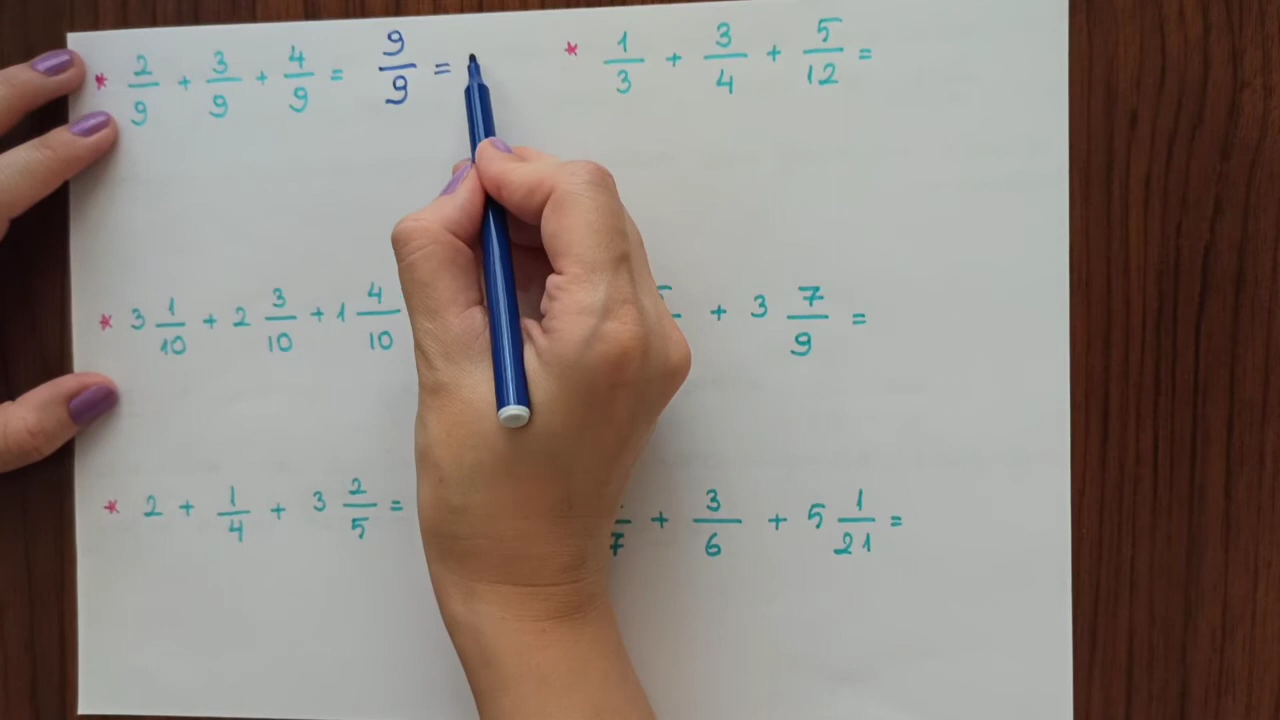 * 2/9 + 3/9 + 4/9 = 9/9 =
* 1/3 + 3/4 + 5/12 =
* 3 1/10 + 2 3/10 + 1 4/10
+ 3 7/9 =
* 2 + 1/4 + 3 2/5 =
/7 + 3/6 + 5 1/21 =